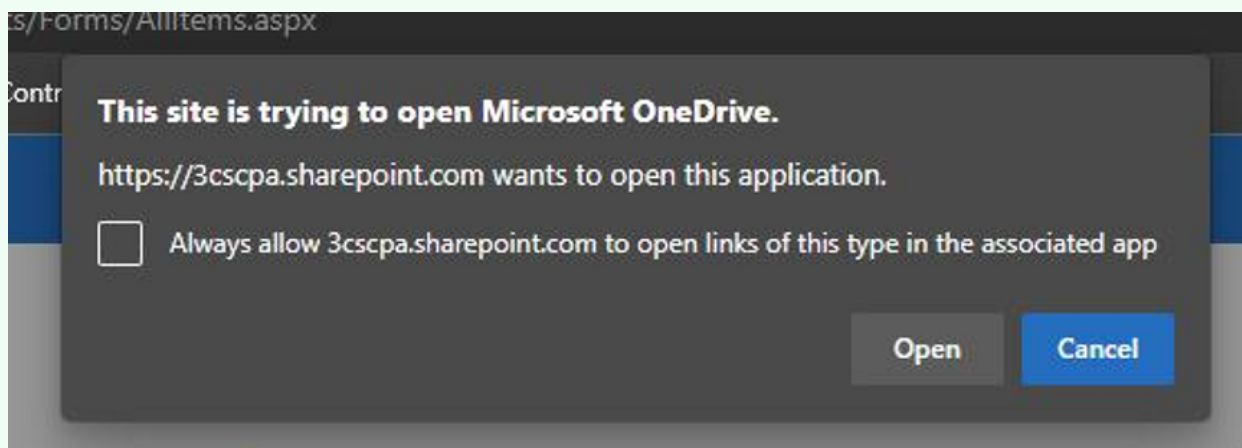 ts/Forms/AllItems.aspx
Contr
This site is trying to open Microsoft OneDrive.
https://3cscpa.sharepoint.com wants to open this application.
Always allow 3cscpa.sharepoint.com to open links of this type in the associated app
Open Cancel